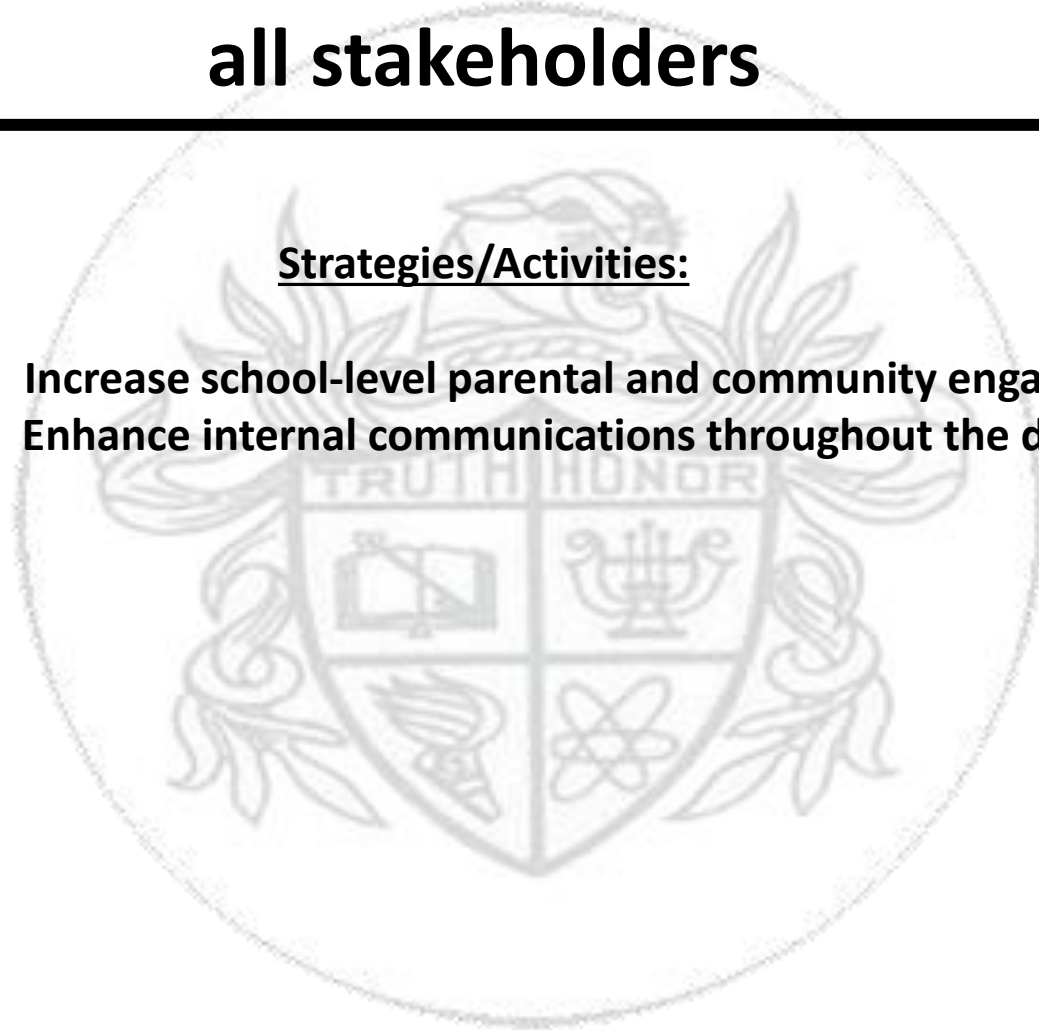 all stakeholders
Strategies/Activities:
Increase school-level parental and community enga
Enhance internal communications throughout the d
TRUTH HONOR